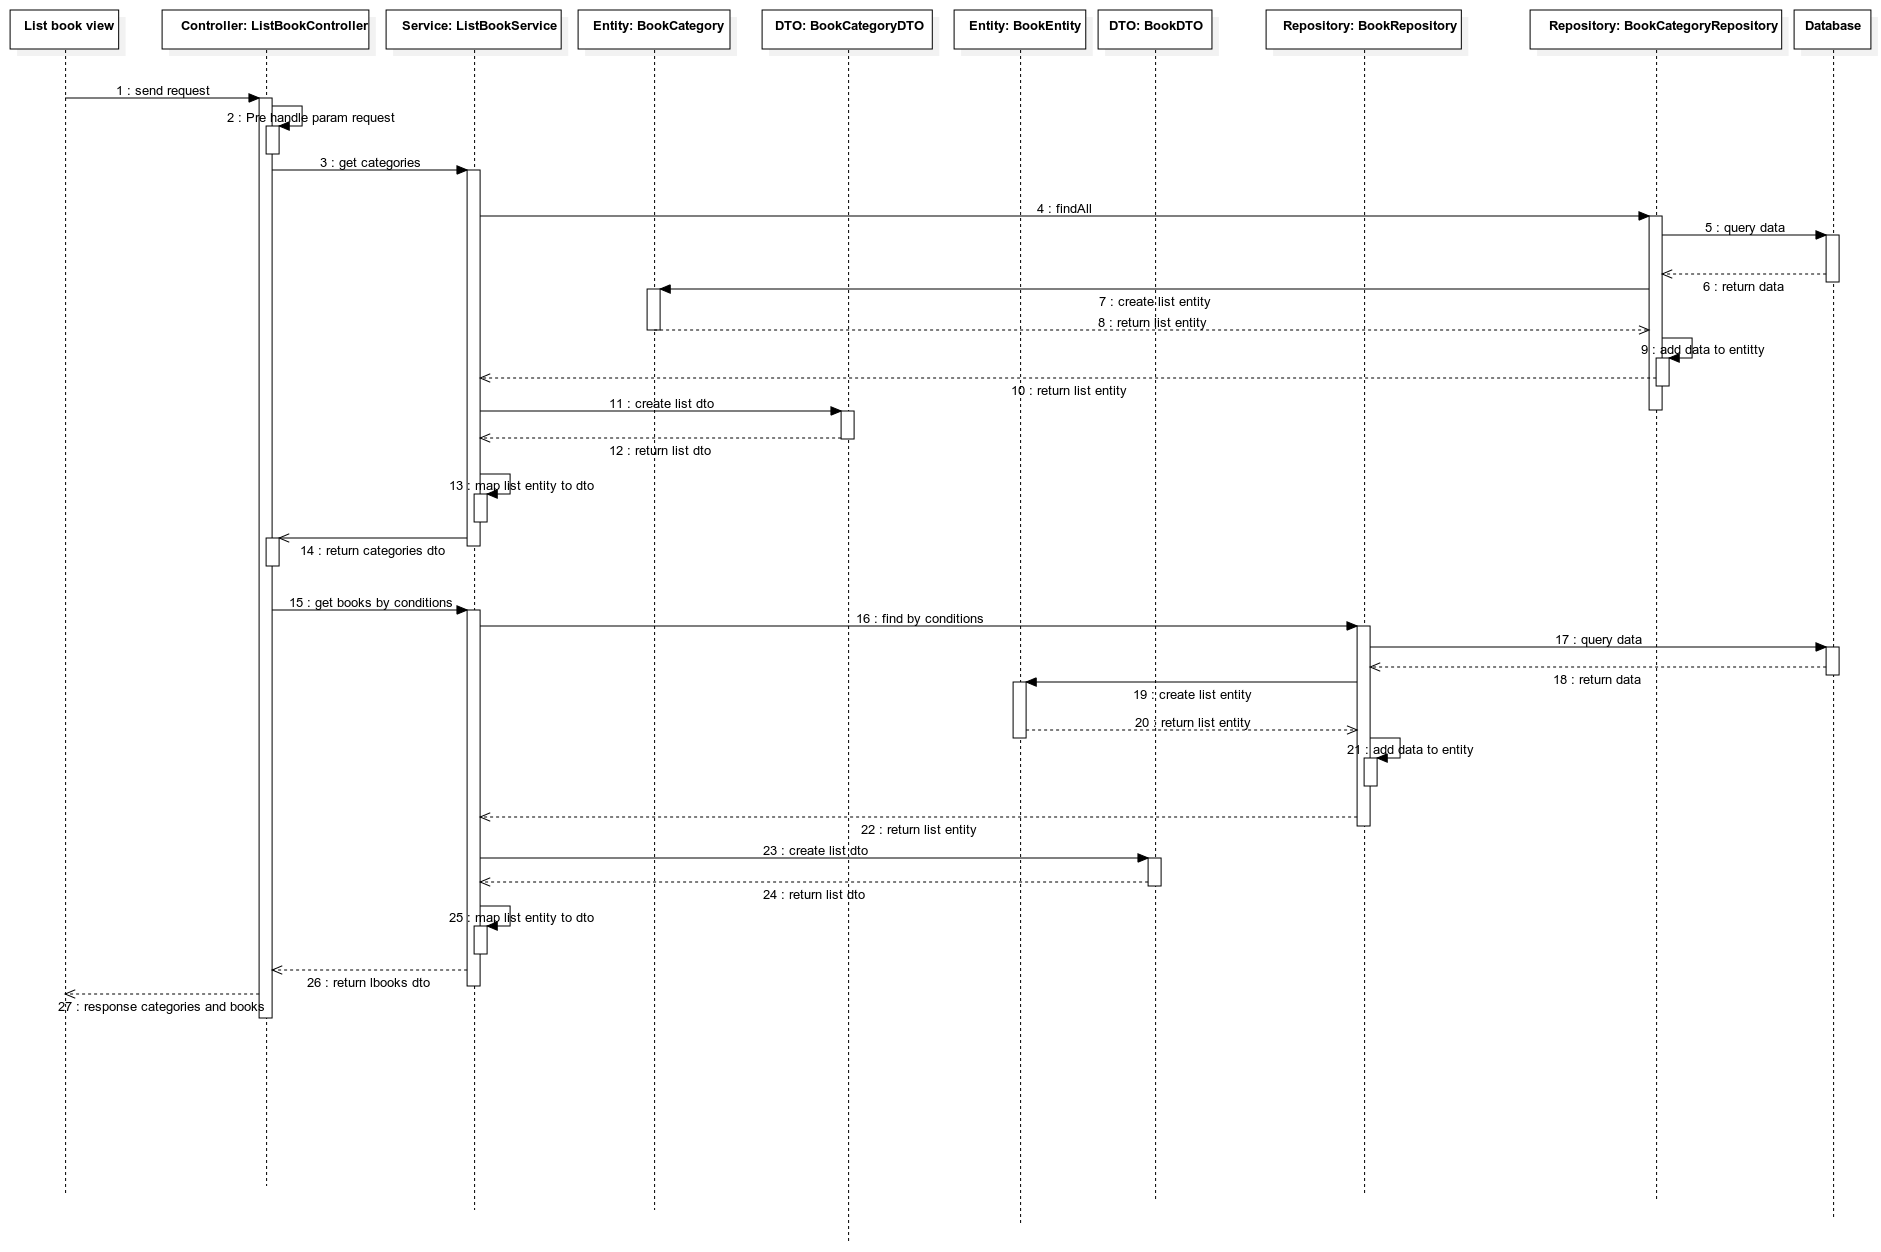 List book view
Controller: ListBookController
Service: ListBookService
Entity: BookCategory
DTO: BookCategoryDTO
Entity: BookEntity
DTO: BookDTO
Repository: BookRepository
Repository: BookCategoryRepository
Database
1 : send request
2 : Pre handle param request
3 : get categories
4 : findAll
5 : query data
6 : return data
7 : create list entity
8 : return list entity
9 : add data to entitty
10 : return list entity
11 : create list dto
12 : return list dto
13 : map list entity to dto
14 : return categories dto
15 : get books by conditions
16 : find by conditions
17 : query data
18 : return data
19 : create list entity
20 : return list entity
21 : add data to entity
22 : return list entity
23 : create list dto
24 : return list dto
25 : map list entity to dto
26 : return lbooks dto
27 : response categories and books